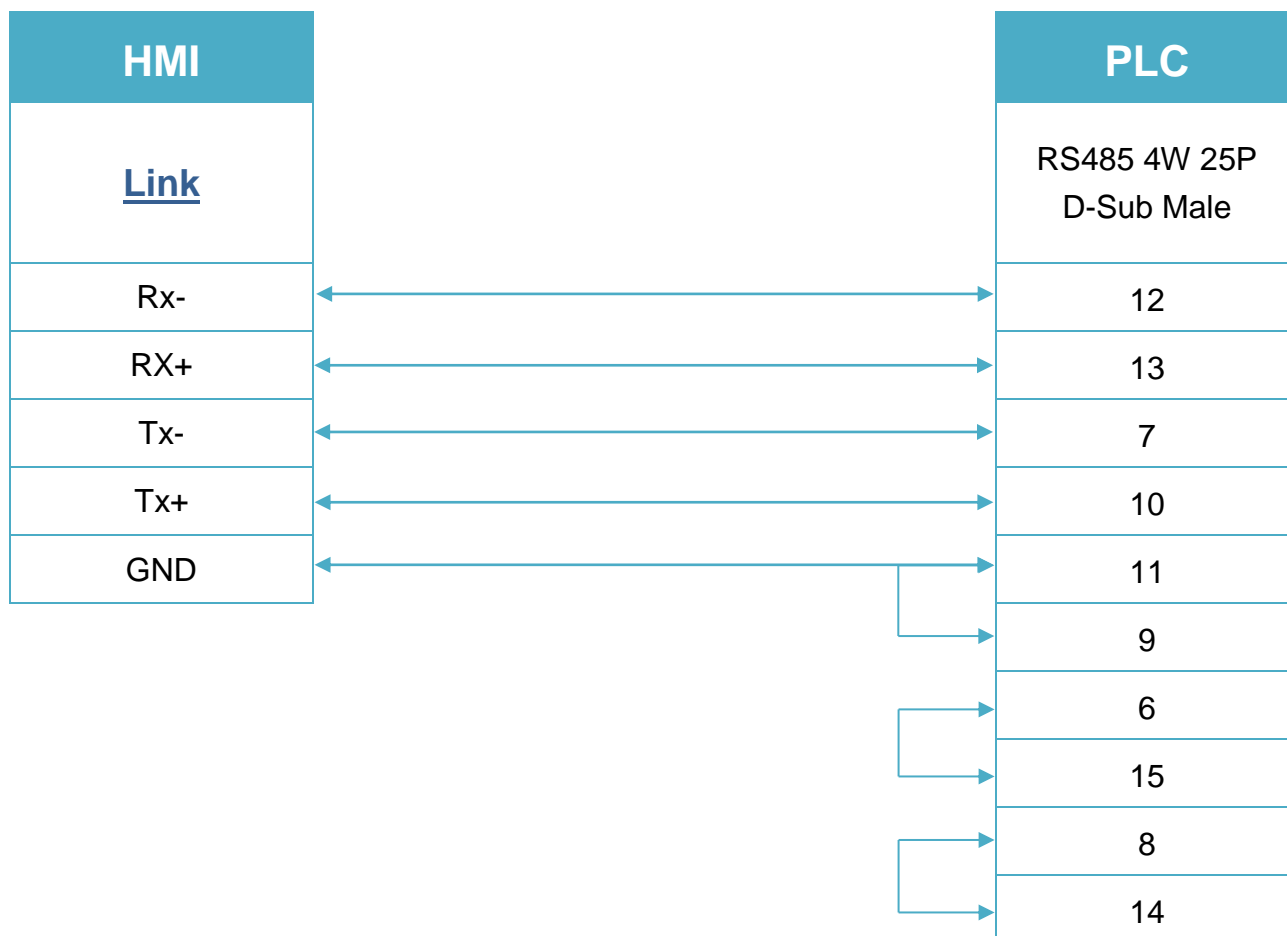 HMI PLC
Link RS485 4W 25P
D-Sub Male
Rx- 12
RX+ 13
Tx- 7
Tx+ 10
GND 11
9
6
15
8
14